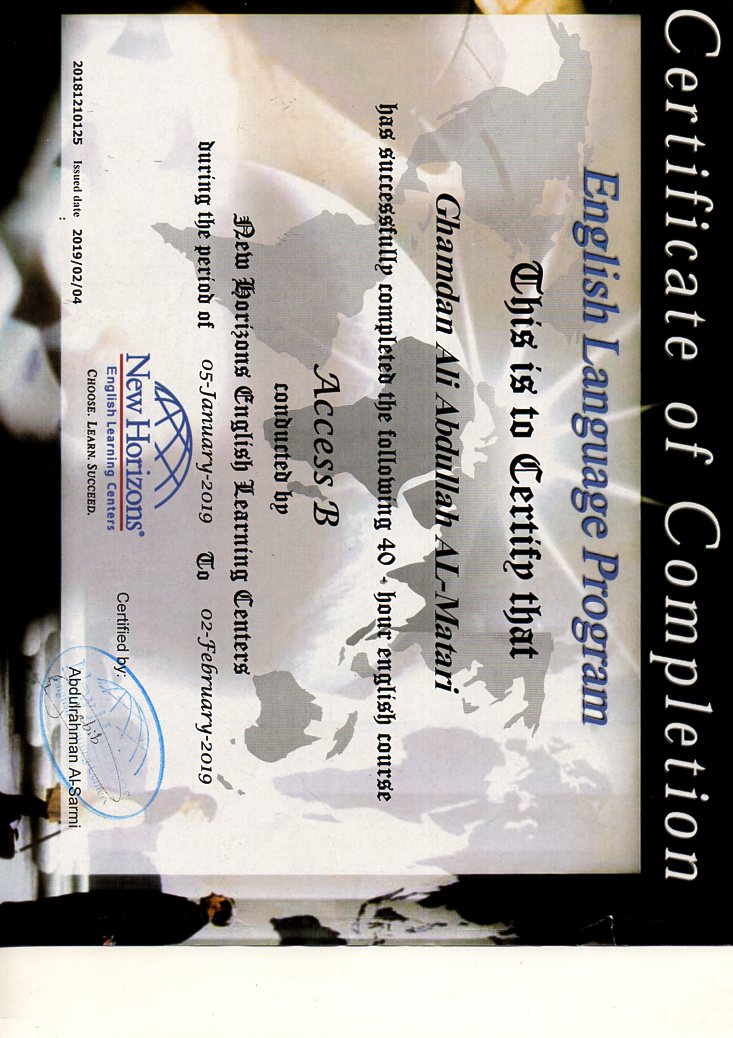 Certificate of Completion
English Language Program
This is to Certify that
Ghamdan Ali Abdullah AL-Matari
has successfully completed the following 40 - hour english course
Access B
conducted by
New Horizons English Learning Centers
during the period of 05-January-2019 To 02-February-2019
New Horizons®
English Learning Centers
CHOOSE. LEARN. SUCCEED.
Certified by:
Abdulrahman Al-Sarmi
20181210125 Issued date 2019/02/04
: